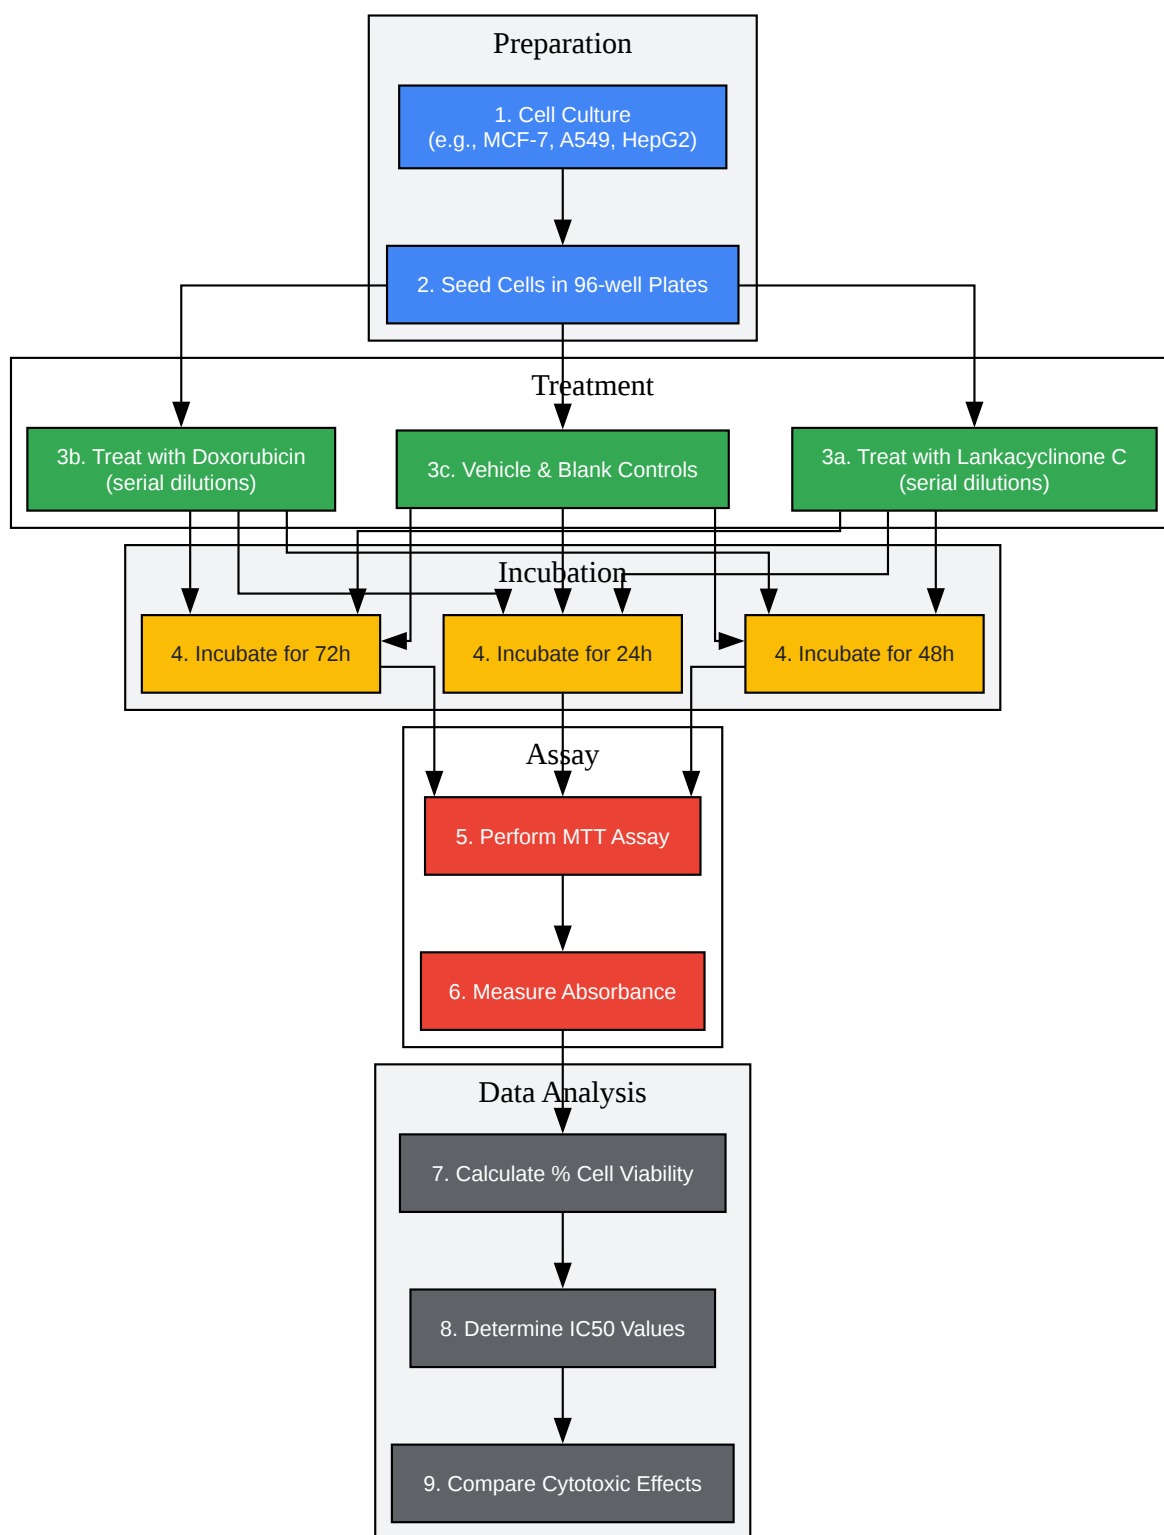 Preparation
1. Cell Culture
(e.g., MCF-7, A549, HepG2)
2. Seed Cells in 96-well Plates
Treatment
3b. Treat with Doxorubicin
(serial dilutions)
3c. Vehicle & Blank Controls
3a. Treat with Lankacyclinone C
(serial dilutions)
Incubation
4. Incubate for 72h
4. Incubate for 24h
4. Incubate for 48h
Assay
5. Perform MTT Assay
6. Measure Absorbance
Data Analysis
7. Calculate % Cell Viability
8. Determine IC50 Values
9. Compare Cytotoxic Effects